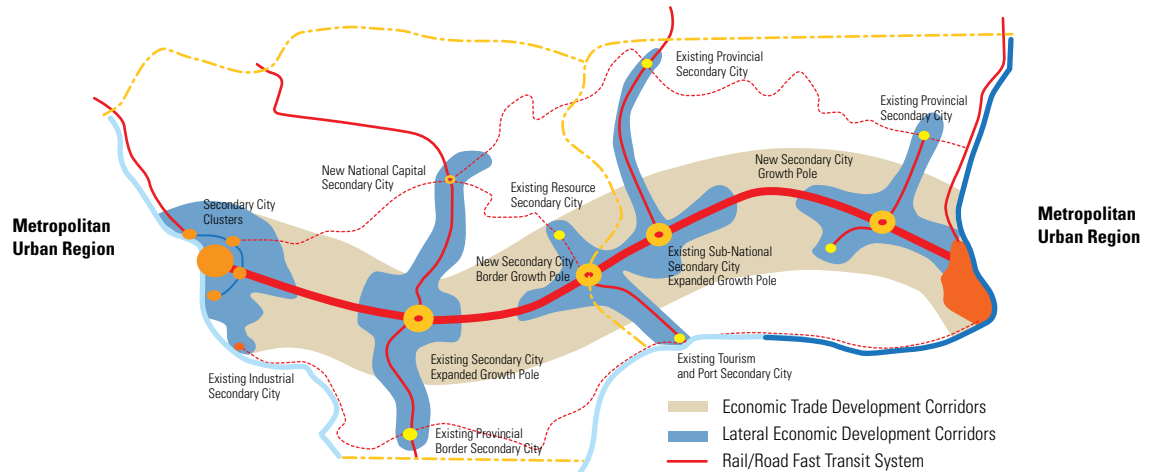 Existing Provincial
Secondary City
Existing Provincial
Secondary City
New Secondary City
Growth Pole
New National Capital
Secondary City
Existing Resource
Secondary City
Secondary City
Clusters
Metropolitan
Urban Region
Metropolitan
Urban Region
New Secondary City
Border Growth Pole
Existing Sub-National
Secondary City
Expanded Growth Pole
Existing Secondary City
Expanded Growth Pole
Existing Tourism
and Port Secondary City
Existing Industrial
Secondary City
Existing Provincial
Border Secondary City
Economic Trade Development Corridors
Lateral Economic Development Corridors
Rail/Road Fast Transit System